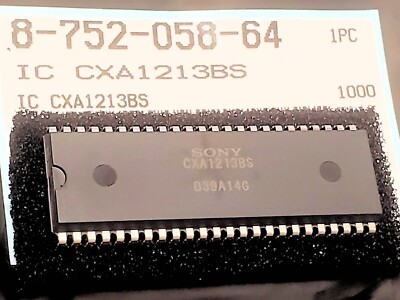 8-752-058-64 1PC
IC CXA1213BS
IC CXA1213BS 1000
SONY
CXA1213BS
039A14G